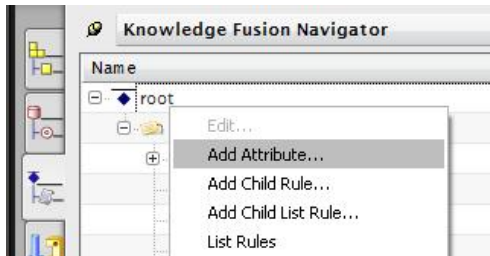 Knowledge Fusion Navigator
Name
root
Edit...
Add Attribute...
Add Child Rule...
Add Child List Rule...
List Rules